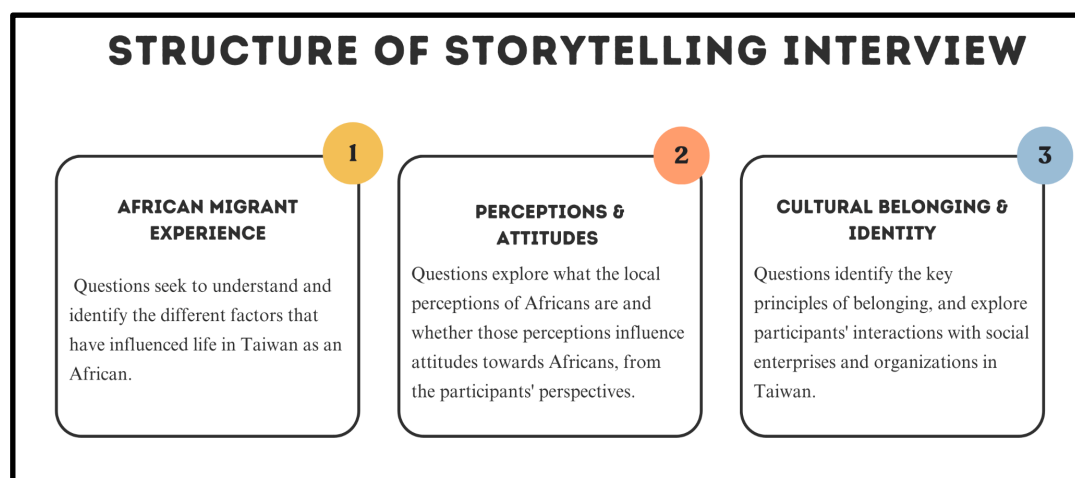 STRUCTURE OF STORYTELLING INTERVIEW
1
AFRICAN MIGRANT
EXPERIENCE
Questions seek to understand and
identify the different factors that
have influenced life in Taiwan as an
African.
2
PERCEPTIONS &
ATTITUDES
Questions explore what the local
perceptions of Africans are and
whether those perceptions influence
attitudes towards Africans, from
the participants' perspectives.
3
CULTURAL BELONGING &
IDENTITY
Questions identify the key
principles of belonging, and explore
participants' interactions with social
enterprises and organizations in
Taiwan.